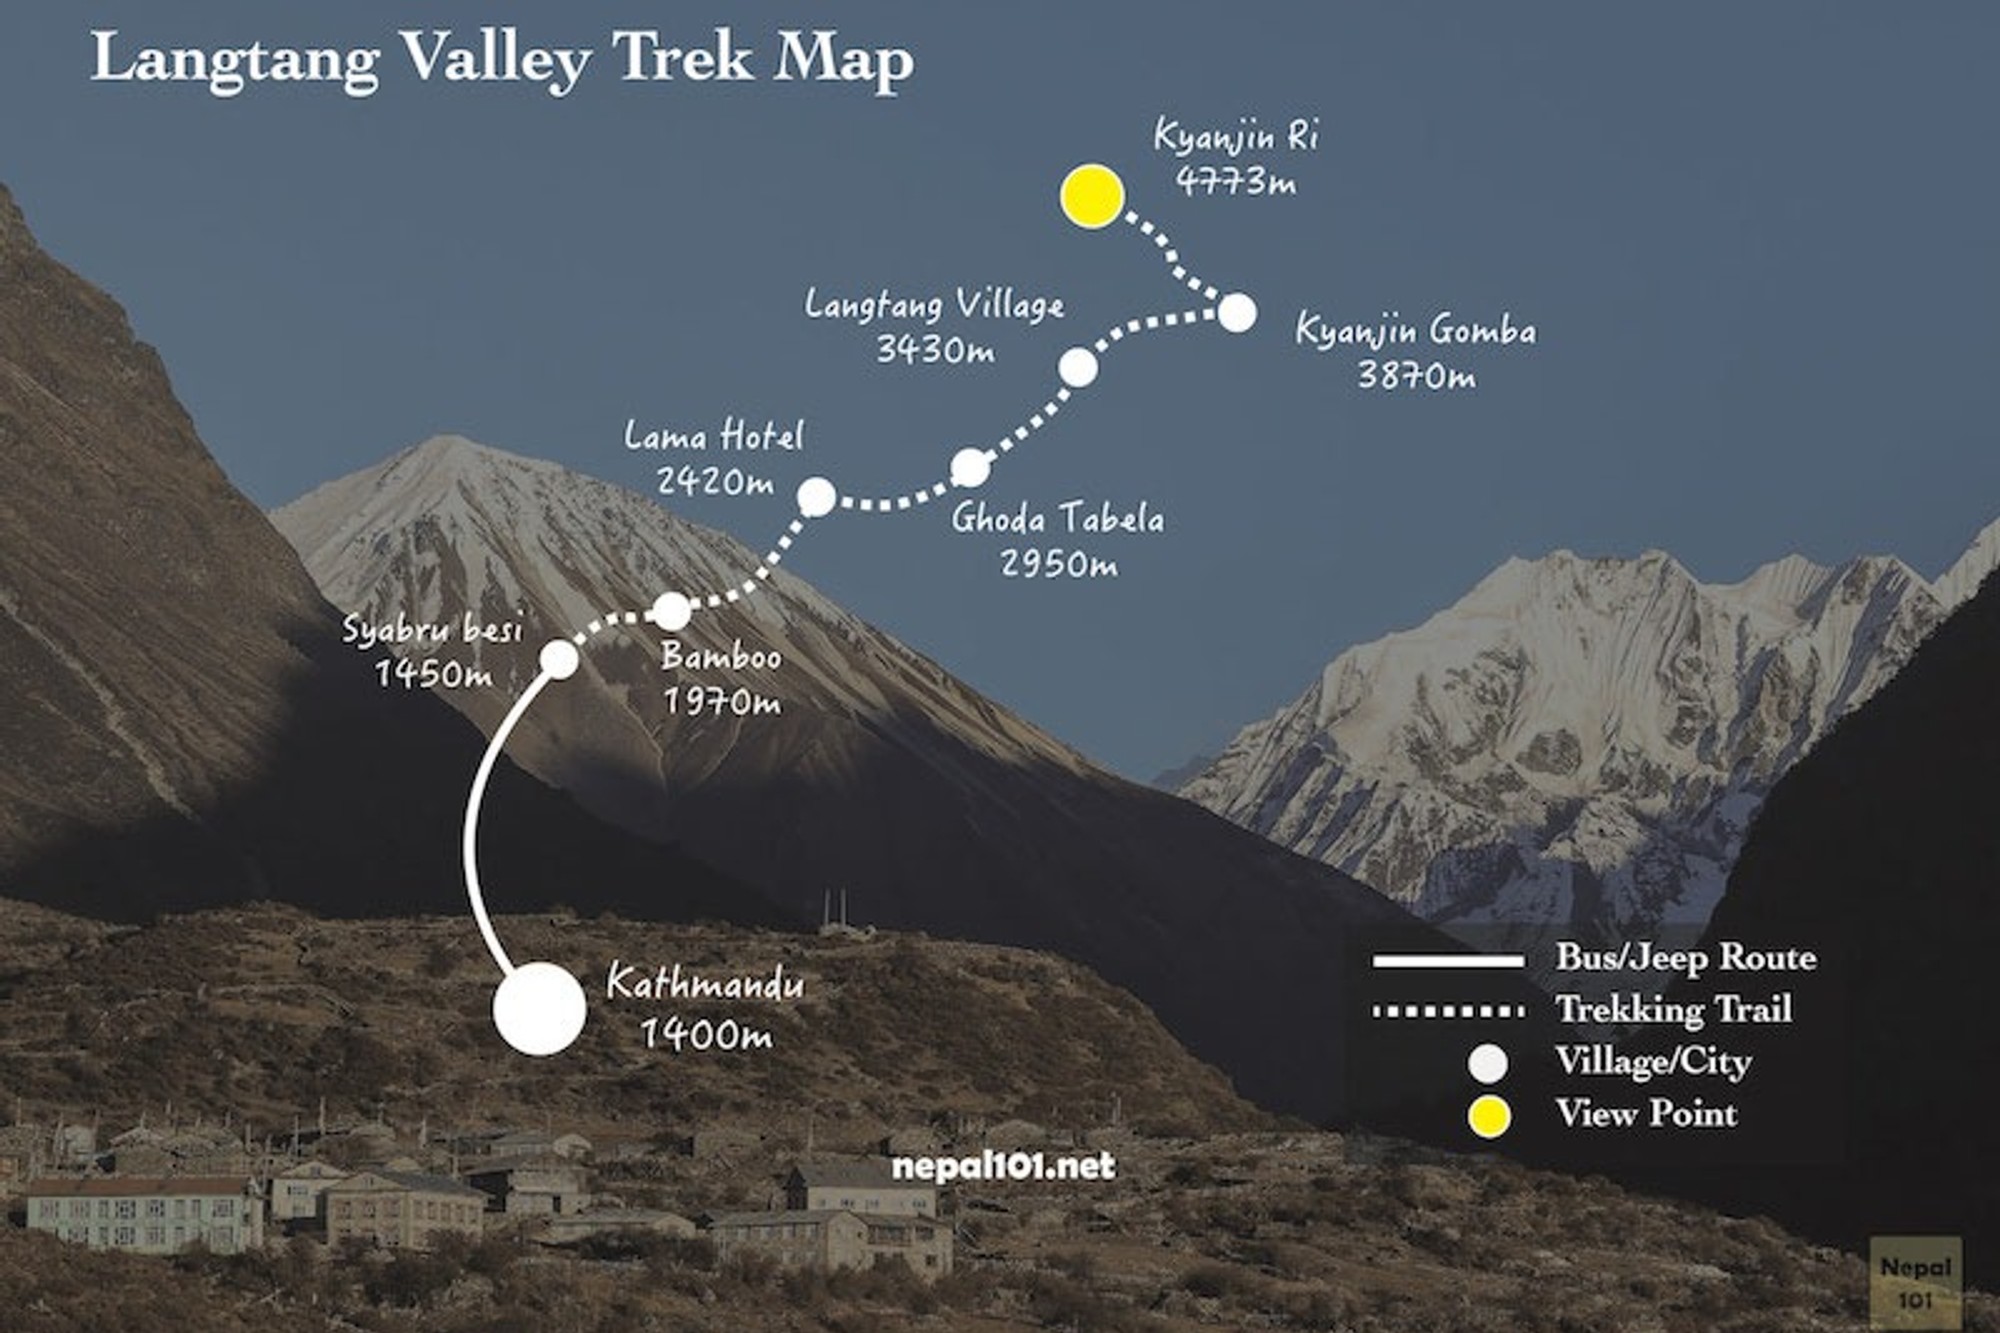 Langtang Valley Trek Map
Kyanjin Ri
4773m
Langtang Village
3430m
Kyanjin Gomba
3870m
Lama Hotel
2420m
Ghoda Tabela
2950m
Syabru besi
1450m
Bamboo
1970m
Kathmandu
1400m
Bus/Jeep Route
Trekking Trail
Village/City
View Point
nepal101.net
Nepal
101